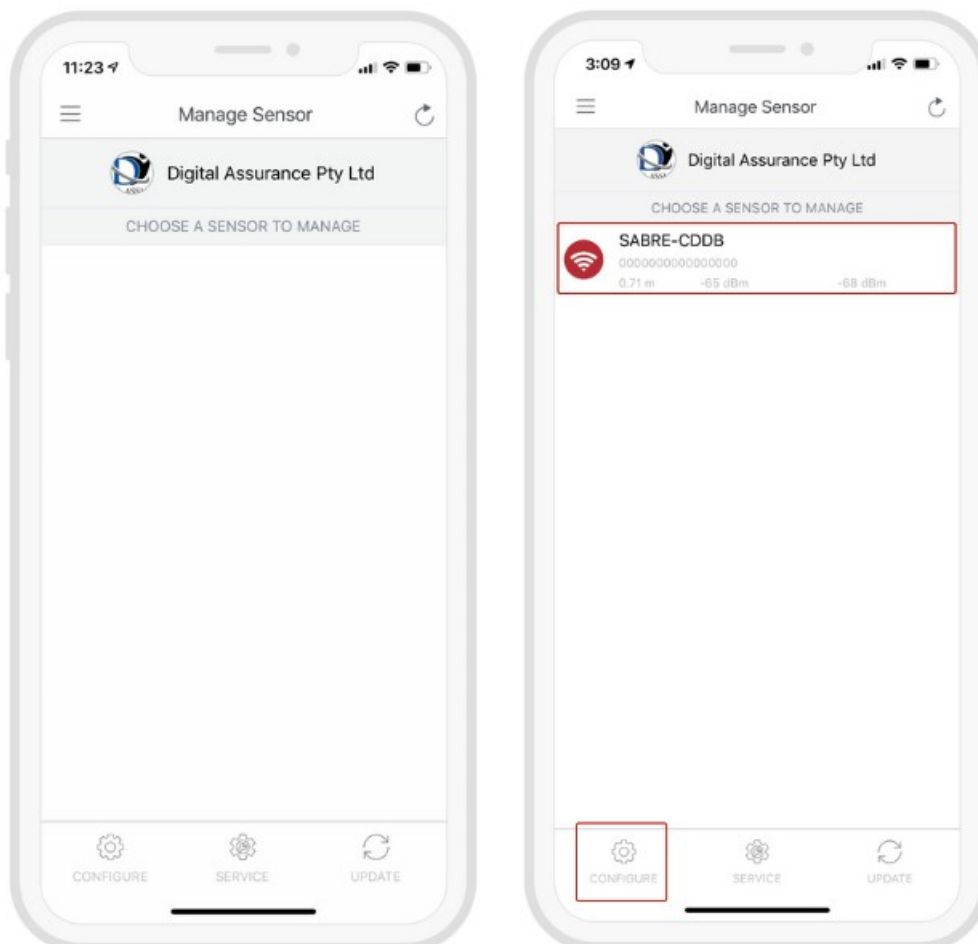 11:23
Manage Sensor
Digital Assurance Pty Ltd
CHOOSE A SENSOR TO MANAGE
CONFIGURE SERVICE UPDATE
3:09
Manage Sensor
Digital Assurance Pty Ltd
CHOOSE A SENSOR TO MANAGE
SABRE-CDDB
0000000000000000
0.71 m -65 dBm -68 dBm
CONFIGURE SERVICE UPDATE